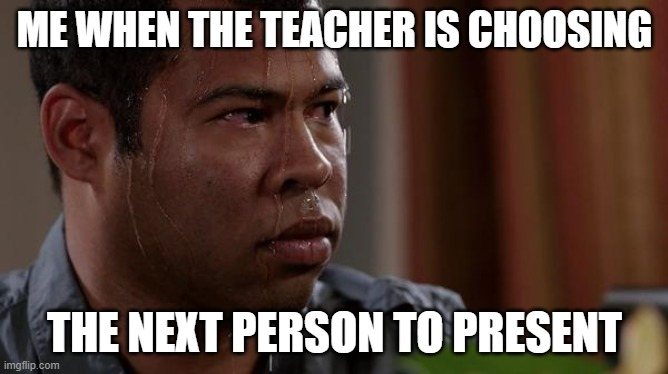 ME WHEN THE TEACHER IS CHOOSING
THE NEXT PERSON TO PRESENT
imgflip.com